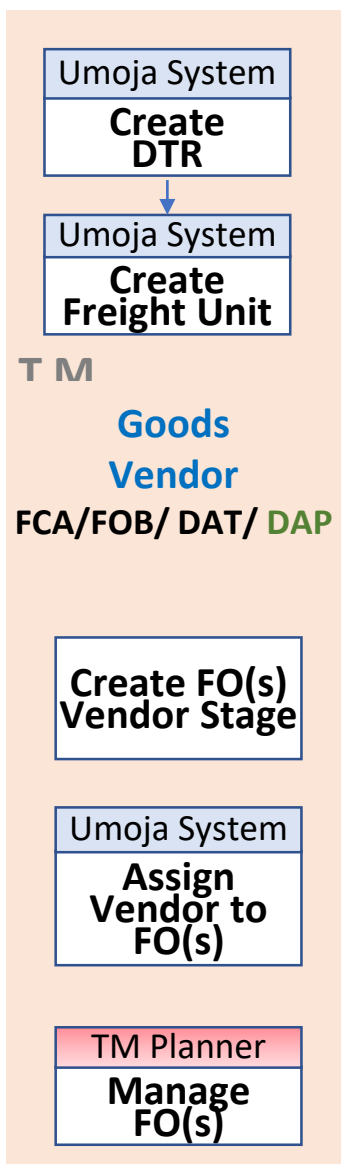 Umoja System
Create
DTR
Umoja System
Create
Freight Unit
T M
Goods
Vendor
FCA/FOB/ DAT/ DAP
Create FO(s)
Vendor Stage
Umoja System
Assign
Vendor to
FO(s)
TM Planner
Manage
FO(s)